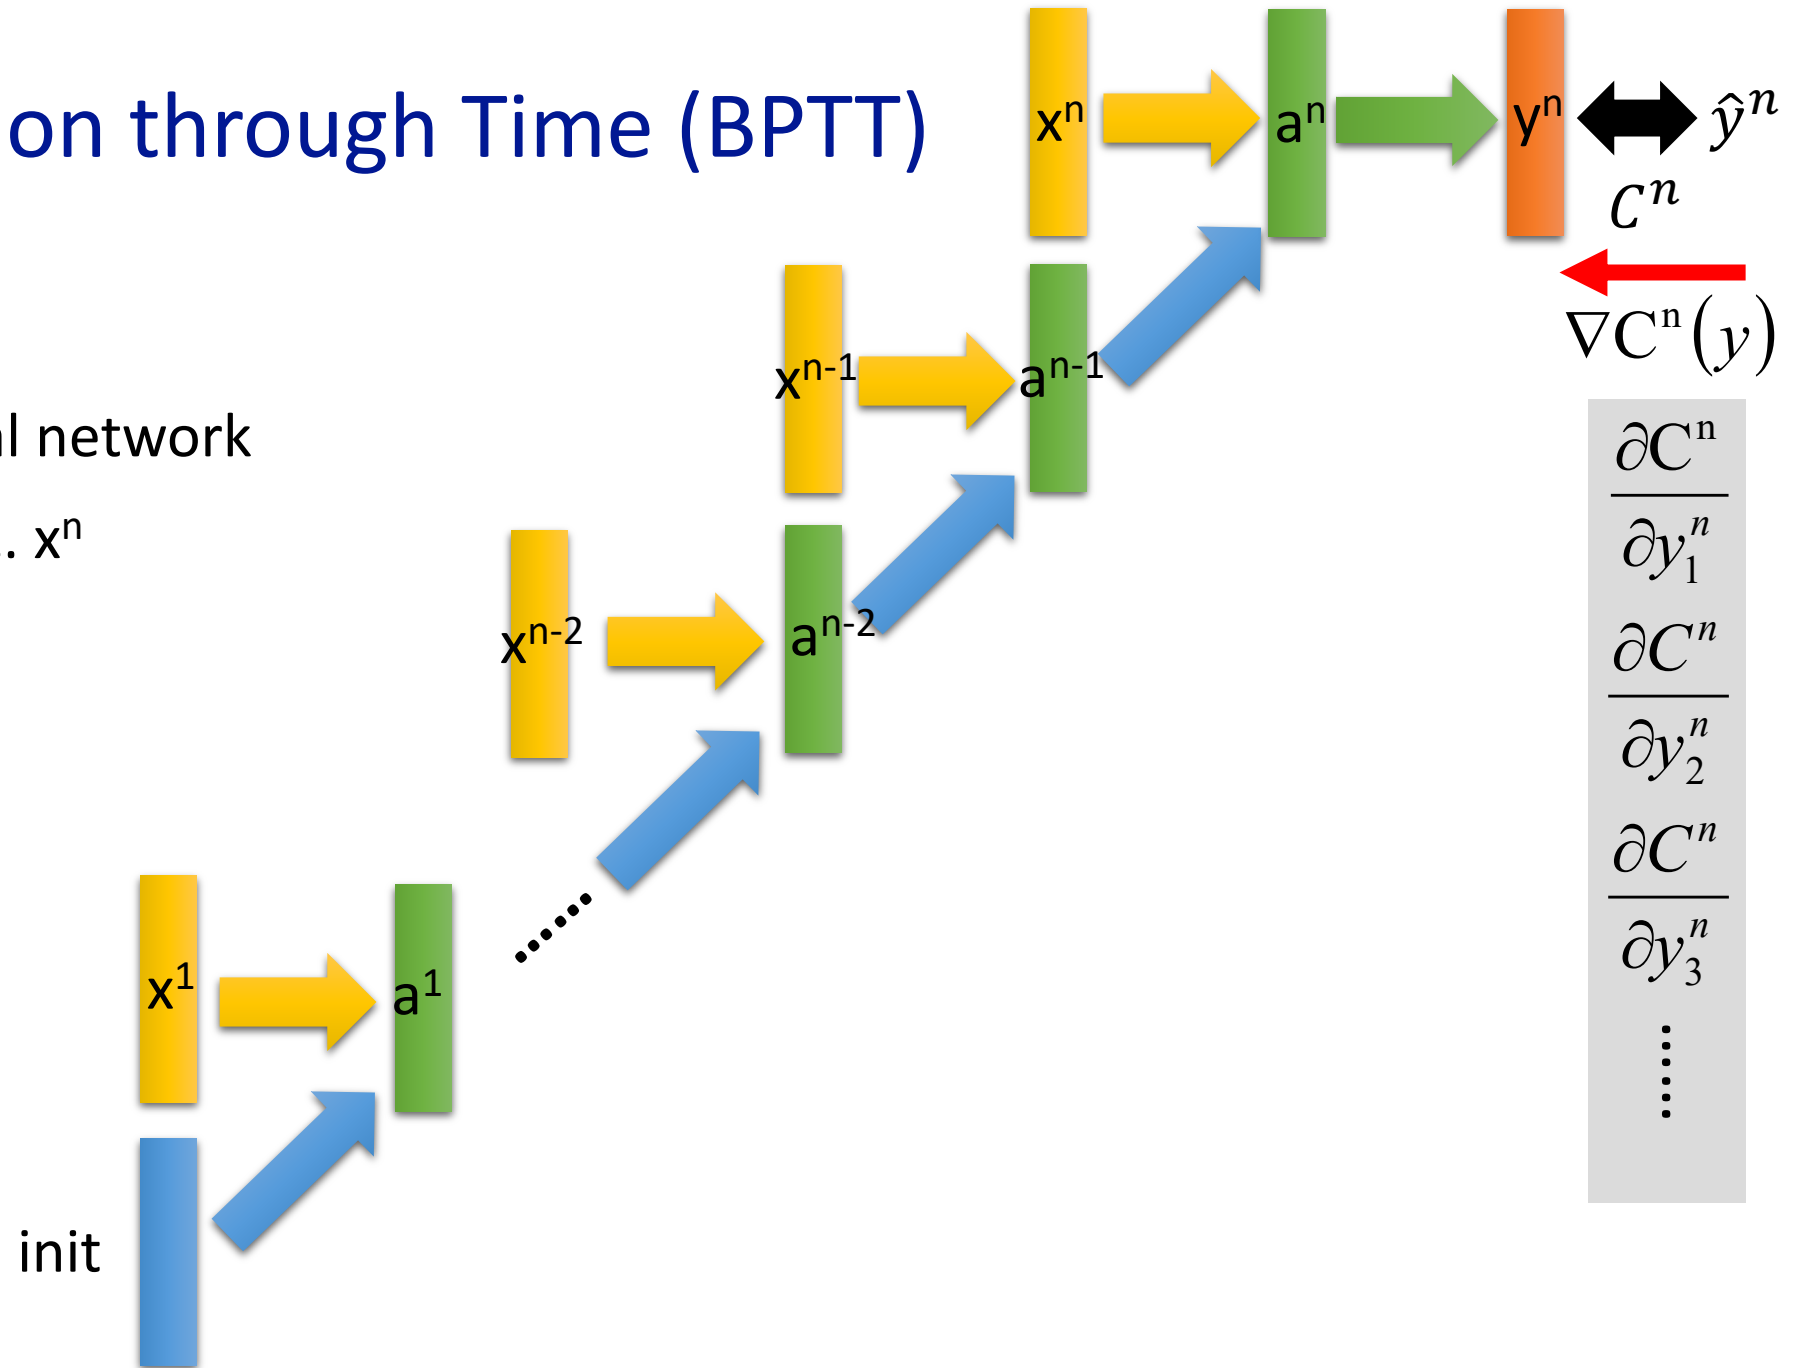 on through Time (BPTT)
xⁿ
aⁿ
yⁿ
ŷⁿ
Cⁿ
∇Cⁿ(y)
xⁿ⁻¹
aⁿ⁻¹
l network
.. xⁿ
∂Cⁿ
∂y₁ⁿ
xⁿ⁻²
aⁿ⁻²
∂Cⁿ
∂y₂ⁿ
∂Cⁿ
∂y₃ⁿ
......
......
x¹
a¹
init